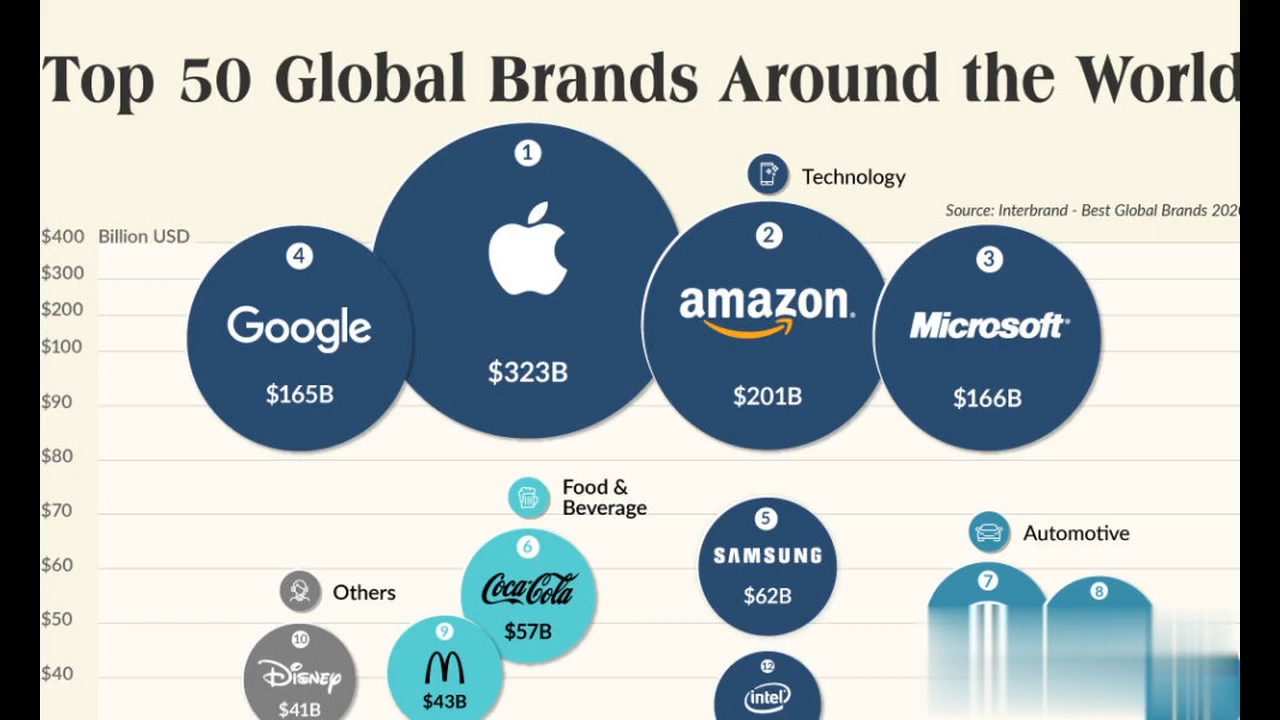 Top 50 Global Brands Around the World
1
Technology
Source: Interbrand - Best Global Brands 202
$400 Billion USD
4
2
3
$300
Google
amazon
Microsoft
$200
$100
$323B
$165B
$201B
$166B
$90
$80
Food &
Beverage
$70
5
Automotive
6
SAMSUNG
$60
7
8
Others
Coca-Cola
$62B
$50
9
$57B
10
$40
Disney
M
12
intel
$43B
$41B